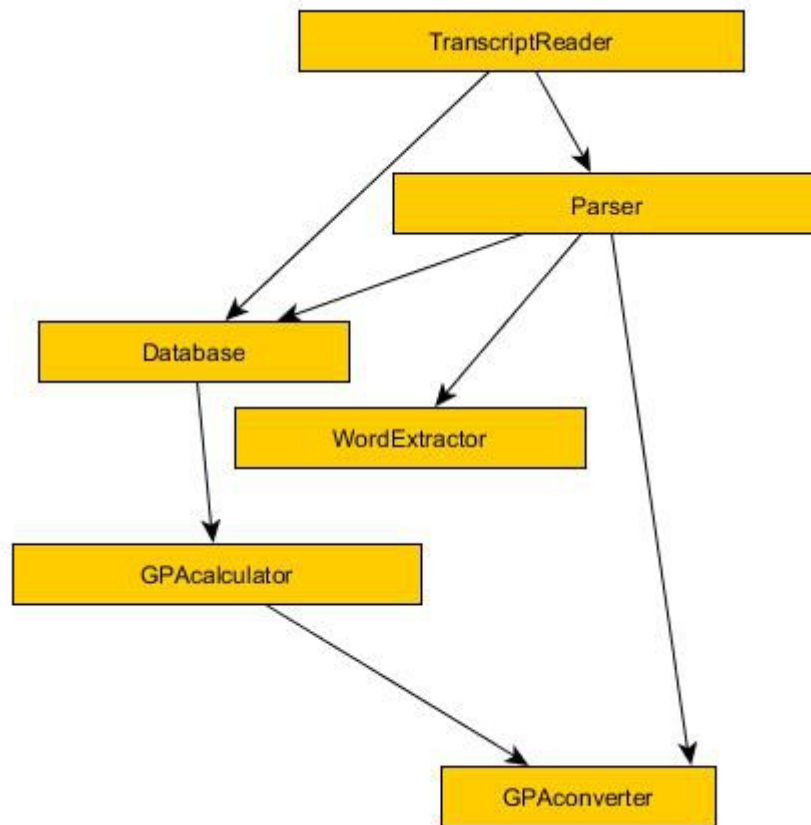 TranscriptReader
Parser
Database
WordExtractor
GPAcalculator
GPAconverter